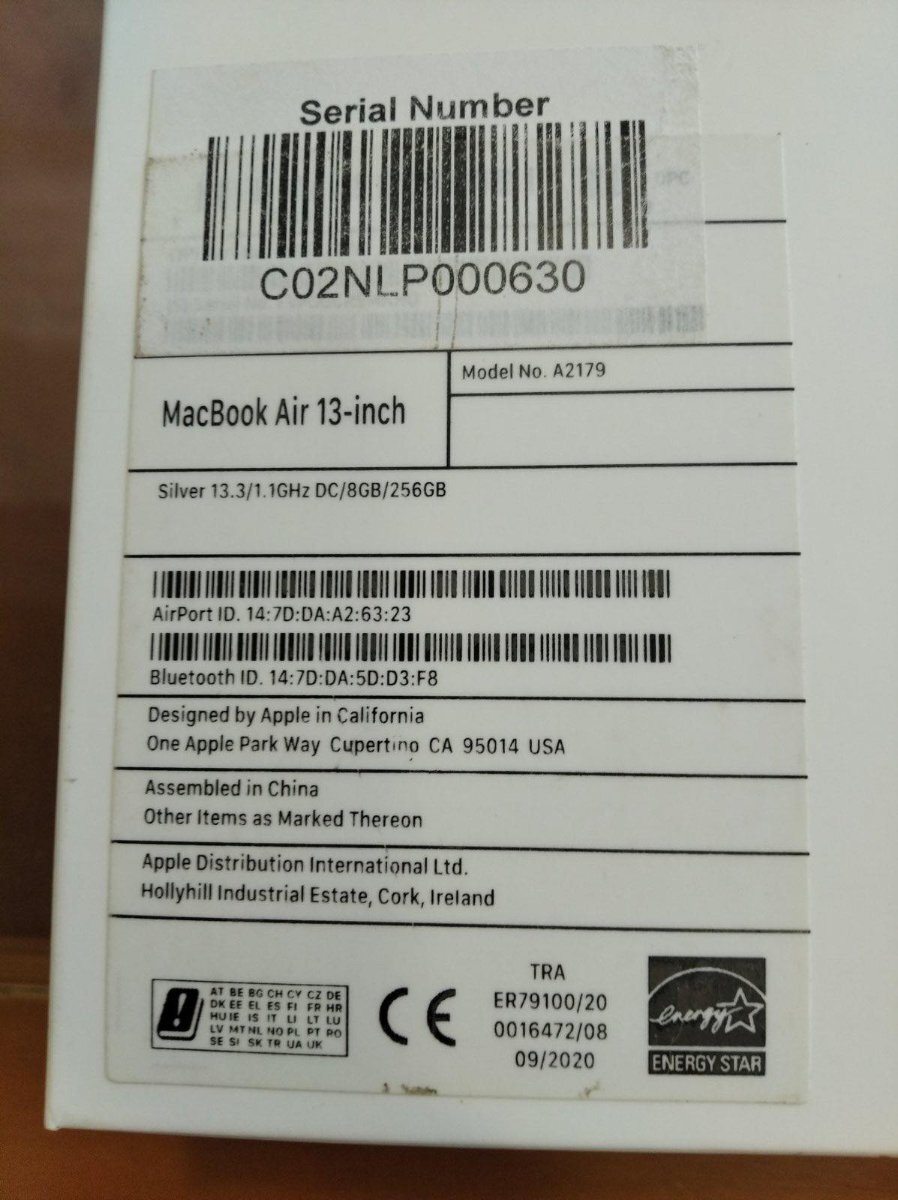 Serial Number
C02NLP000630
MacBook Air 13-inch
Model No. A2179
Silver 13.3/1.1GHz DC/8GB/256GB
AirPort ID. 14:7D:DA:A2:63:23
Bluetooth ID. 14:7D:DA:5D:D3:F8
Designed by Apple in California
One Apple Park Way Cupertino CA 95014 USA
Assembled in China
Other Items as Marked Thereon
Apple Distribution International Ltd.
Hollyhill Industrial Estate, Cork, Ireland
AT BE BG CH CY CZ DE
DK EE EL ES FI FR HR
HU IE IS IT LI LT LU
LV MT NL NO PL PT RO
SE SI SK TR UA UK
CE
TRA
ER79100/20
0016472/08
09/2020
energy
ENERGY STAR